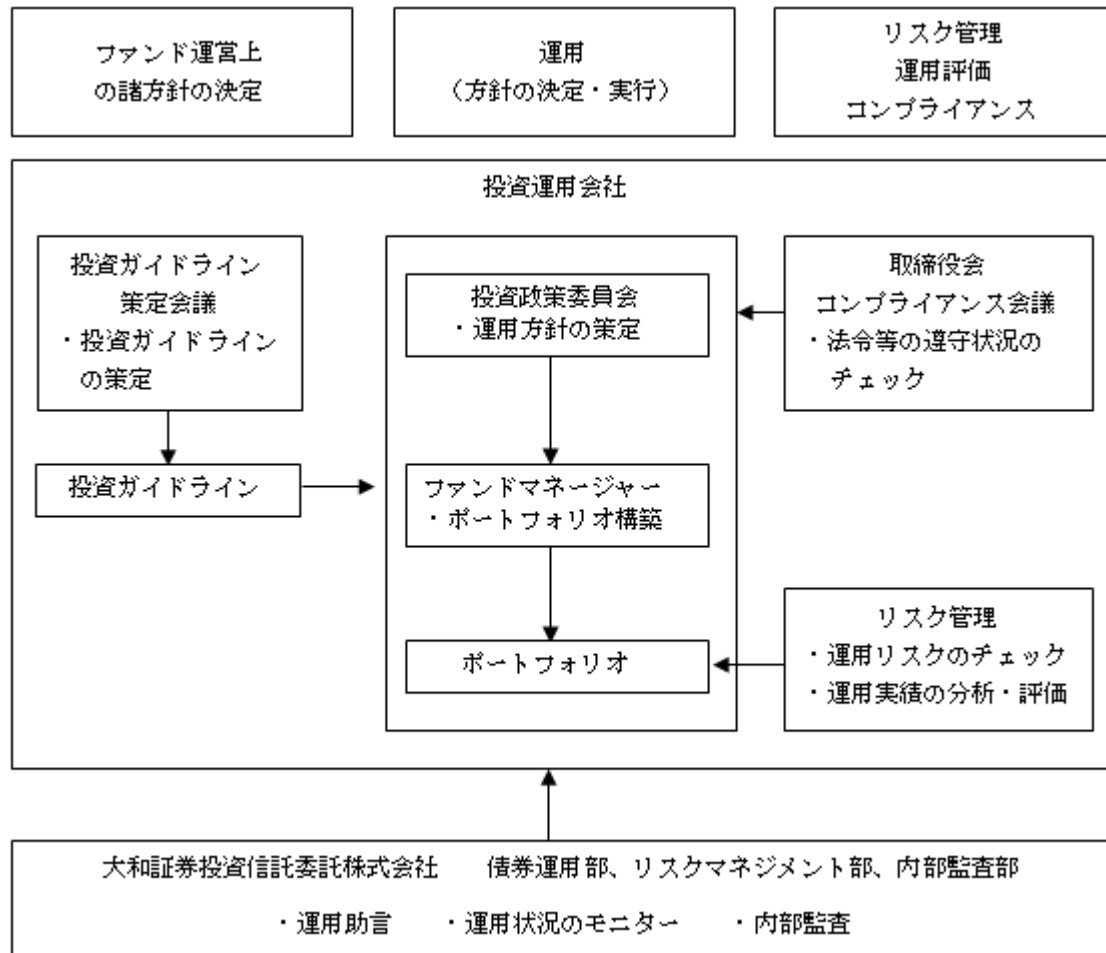 ファンド運営上
の諸方針の決定
運用
（方針の決定・実行）
リスク管理
運用評価
コンプライアンス
投資運用会社
投資ガイドライン
策定会議
・投資ガイドライン
の策定
投資ガイドライン
投資政策委員会
・運用方針の策定
ファンドマネージャー
・ポートフォリオ構築
ポートフォリオ
取締役会
コンプライアンス会議
・法令等の遵守状況の
チェック
リスク管理
・運用リスクのチェック
・運用実績の分析・評価
大和証券投資信託委託株式会社　　債券運用部、リスクマネジメント部、内部監査部
・運用助言　　・運用状況のモニター　　・内部監査